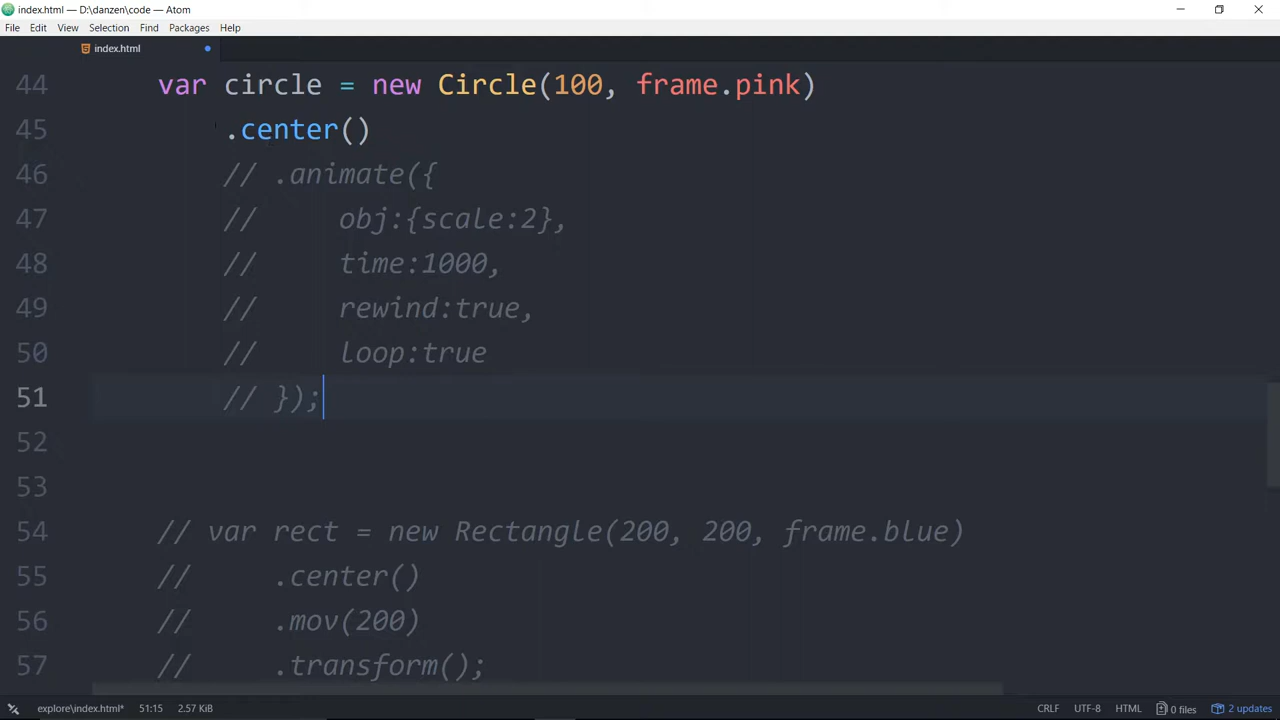 index.html — D:\danzen\code — Atom
File Edit View Selection Find Packages Help
index.html
44 var circle = new Circle(100, frame.pink)
45 .center()
46 // .animate({
47 // obj:{scale:2},
48 // time:1000,
49 // rewind:true,
50 // loop:true
51 // });
52
53
54 // var rect = new Rectangle(200, 200, frame.blue)
55 // .center()
56 // .mov(200)
57 // .transform();
explore\index.html* 51:15 2.57 KiB CRLF UTF-8 HTML 0 files 2 updates